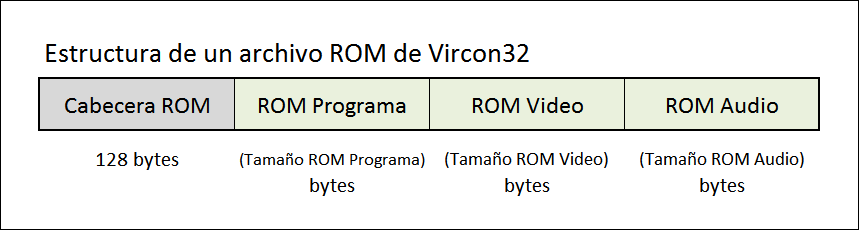 Estructura de un archivo ROM de Vircon32
Cabecera ROM ROM Programa ROM Video ROM Audio
128 bytes (Tamaño ROM Programa) (Tamaño ROM Video) (Tamaño ROM Audio)
bytes bytes bytes